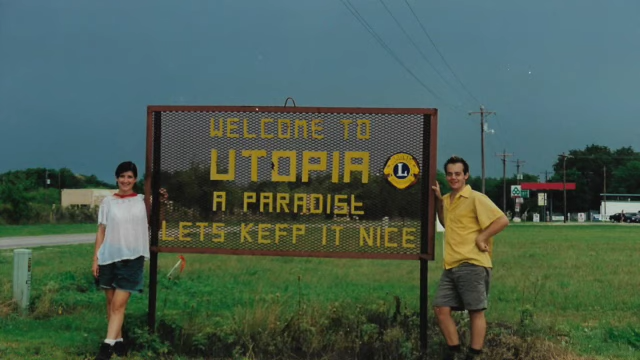 WELCOME TO
UTOPIA
L
A PARADISE
LETS KEEP IT NICE